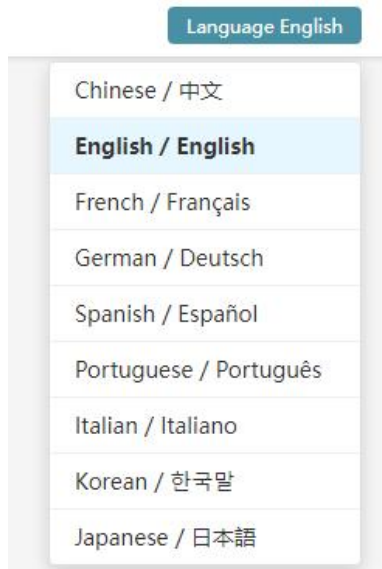 Language English
Chinese / 中文
English / English
French / Français
German / Deutsch
Spanish / Español
Portuguese / Português
Italian / Italiano
Korean / 한국말
Japanese / 日本語